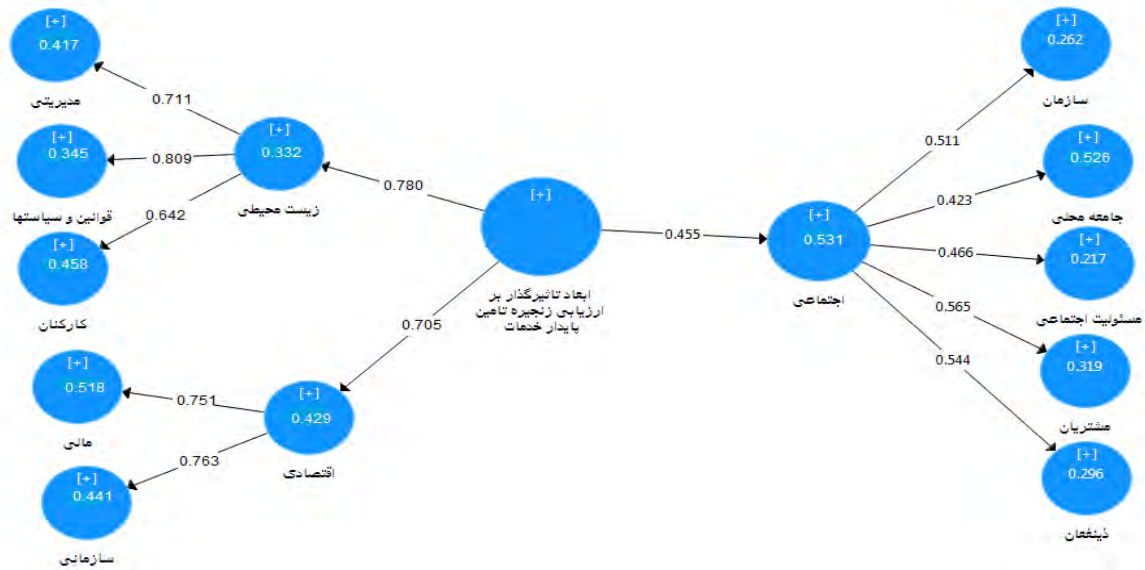 [+]
0.417
مدیریتی
0.711
[+]
0.345
قوانین و سیاستها
0.809
[+]
0.458
کارکنان
0.642
[+]
0.332
زیست محیطی
0.780
[+]
0.518
مالی
0.751
[+]
0.441
سازمانی
0.763
[+]
0.429
اقتصادی
0.705
[+]
ابعاد تاثیرگذار بر
ارزیابی زنجیره تامین
پایدار خدمات
0.455
[+]
0.531
اجتماعی
0.511
[+]
0.262
سازمان
0.423
[+]
0.526
جامعه محلی
0.466
[+]
0.217
مسئولیت اجتماعی
0.565
[+]
0.319
مشتریان
0.544
[+]
0.296
ذینفعان